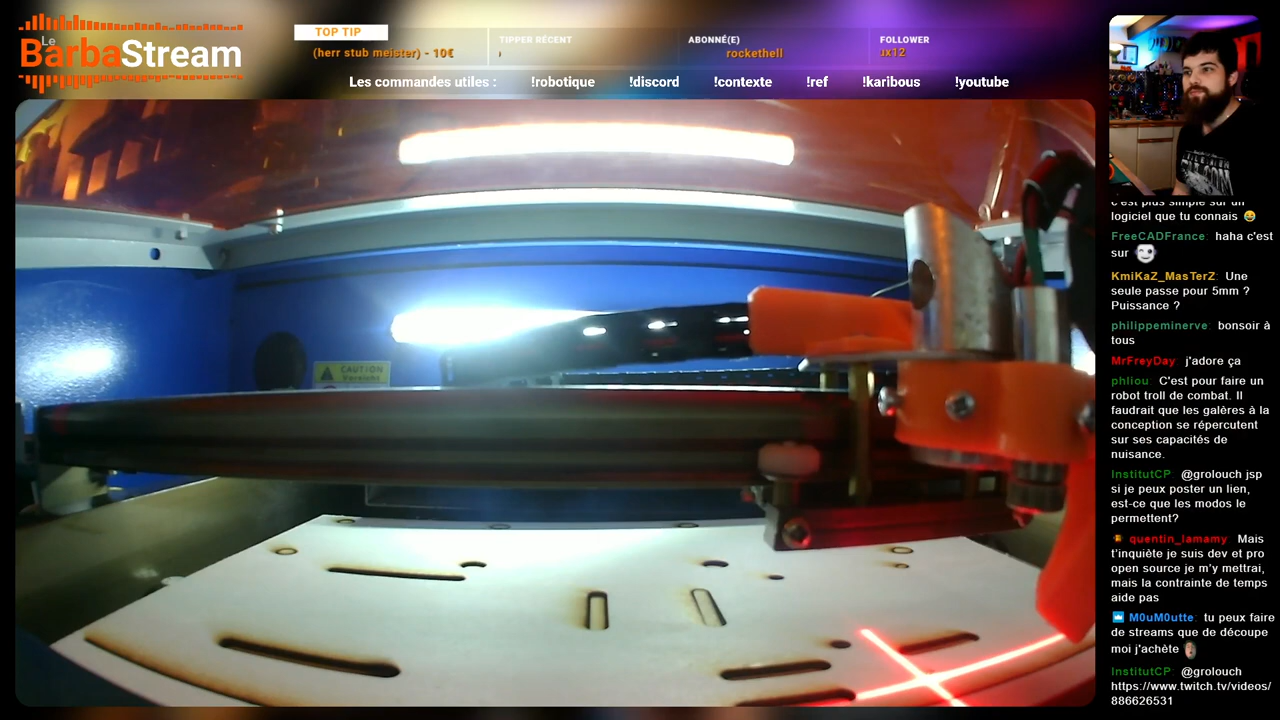 Le
BarbaStream
TOP TIP
(herr stub meister) - 10€
TIPPER RÉCENT
ABONNÉ(E)
rockethell
FOLLOWER
Les commandes utiles : !robotique !discord !contexte !ref !karibous !youtube
CAUTION
c'est plus simple sur un
logiciel que tu connais
FreeCADFrance: haha c'est
sur
KmiKaZ_MasTerZ: Une
seule passe pour 5mm ?
Puissance ?
philippeminerve: bonsoir à
tous
MrFreyDay: j'adore ça
phliou: C'est pour faire un
robot troll de combat. Il
faudrait que les galères à la
conception se répercutent
sur ses capacités de
nuisance.
InstitutCP: @grolouch jsp
si je peux poster un lien,
est-ce que les modos le
permettent?
quentin_lamamy: Mais
t'inquiète je suis dev et pro
open source je m'y mettrai,
mais la contrainte de temps
aide pas
M0uM0utte: tu peux faire
de streams que de découpe
moi j'achète
InstitutCP: @grolouch
https://www.twitch.tv/videos/
886626531